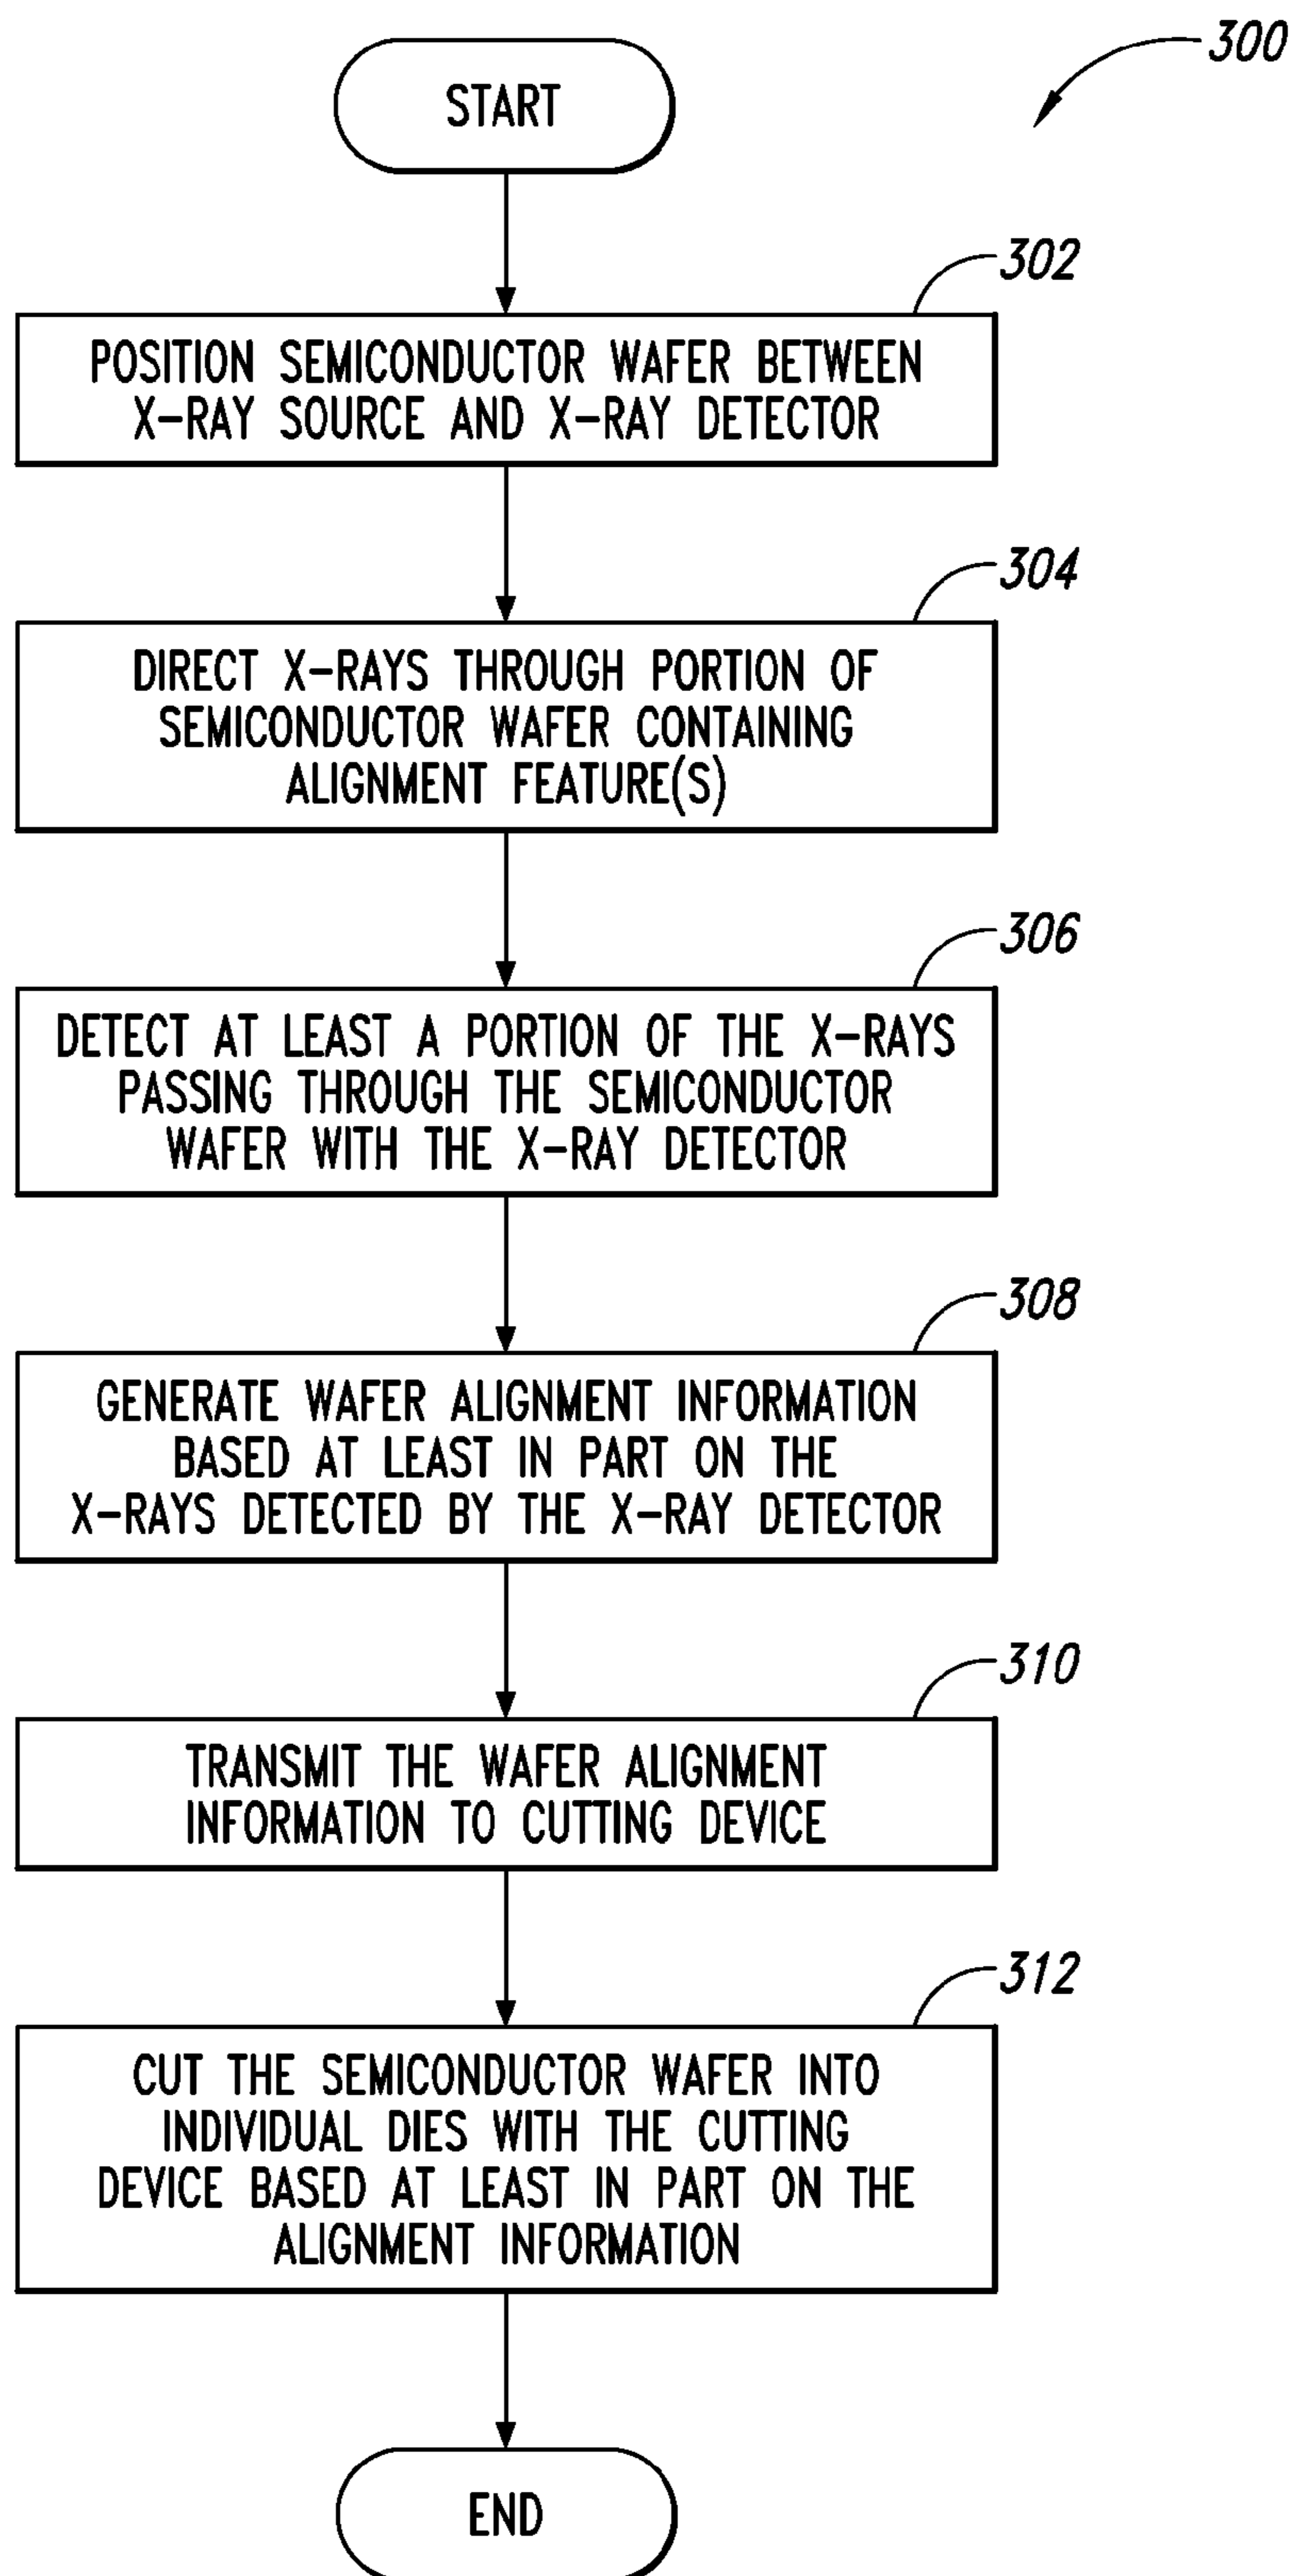 300
START
302
POSITION SEMICONDUCTOR WAFER BETWEEN
X-RAY SOURCE AND X-RAY DETECTOR
304
DIRECT X-RAYS THROUGH PORTION OF
SEMICONDUCTOR WAFER CONTAINING
ALIGNMENT FEATURE(S)
306
DETECT AT LEAST A PORTION OF THE X-RAYS
PASSING THROUGH THE SEMICONDUCTOR
WAFER WITH THE X-RAY DETECTOR
308
GENERATE WAFER ALIGNMENT INFORMATION
BASED AT LEAST IN PART ON THE
X-RAYS DETECTED BY THE X-RAY DETECTOR
310
TRANSMIT THE WAFER ALIGNMENT
INFORMATION TO CUTTING DEVICE
312
CUT THE SEMICONDUCTOR WAFER INTO
INDIVIDUAL DIES WITH THE CUTTING
DEVICE BASED AT LEAST IN PART ON THE
ALIGNMENT INFORMATION
END